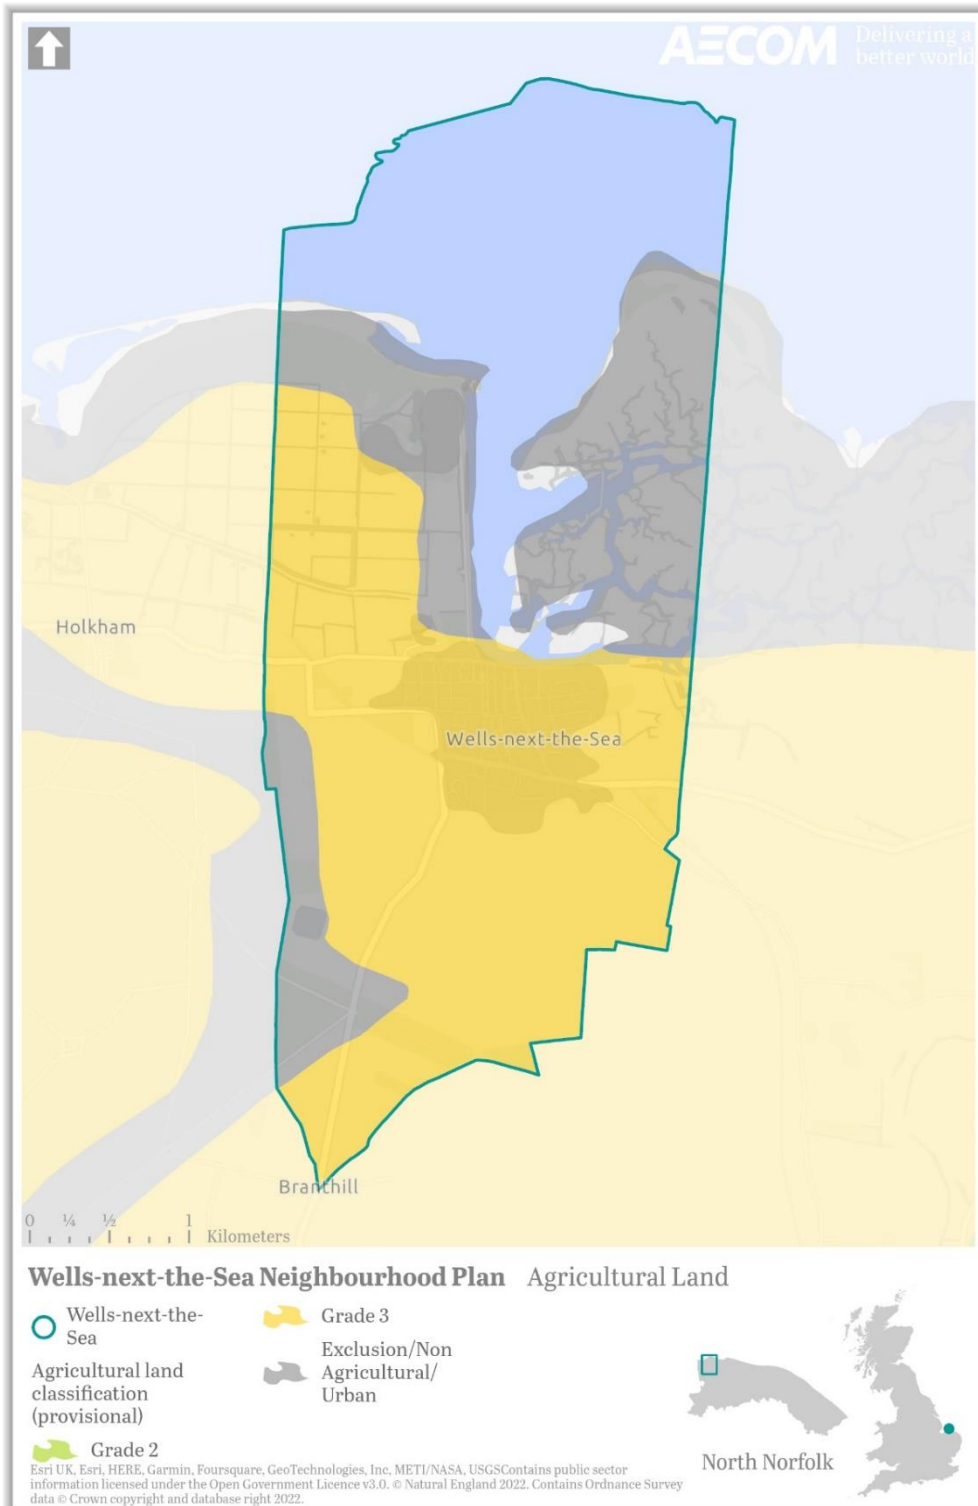 AECOM Delivering a
better world
Holkham
Wells-next-the-Sea
Branthill
0 ¼ ½ 1
Kilometers
Wells-next-the-Sea Neighbourhood Plan Agricultural Land
Wells-next-the-
Sea
Agricultural land
classification
(provisional)
Grade 2
Grade 3
Exclusion/Non
Agricultural/
Urban
North Norfolk
Esri UK, Esri, HERE, Garmin, Foursquare, GeoTechnologies, Inc, METI/NASA, USGSContains public sector
information licensed under the Open Government Licence v3.0. © Natural England 2022. Contains Ordnance Survey
data © Crown copyright and database right 2022.